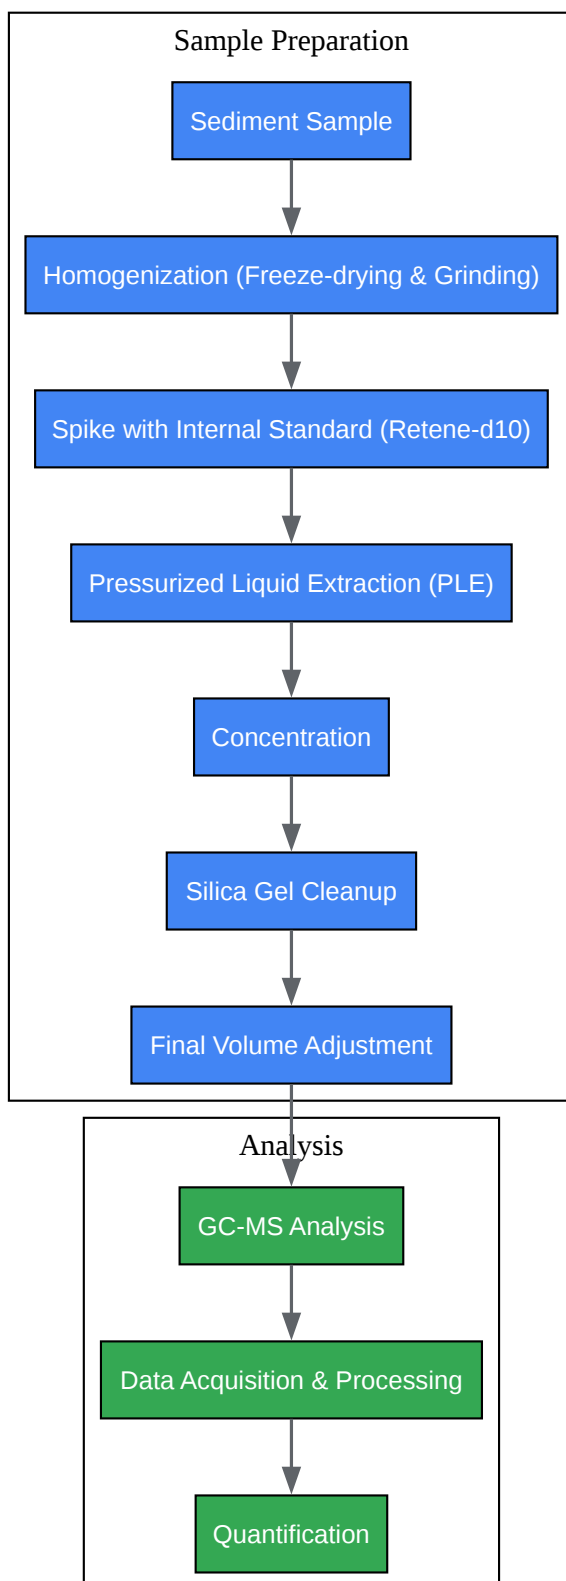 Sample Preparation
Sediment Sample
Homogenization (Freeze-drying & Grinding)
Spike with Internal Standard (Retene-d10)
Pressurized Liquid Extraction (PLE)
Concentration
Silica Gel Cleanup
Final Volume Adjustment
Analysis
GC-MS Analysis
Data Acquisition & Processing
Quantification